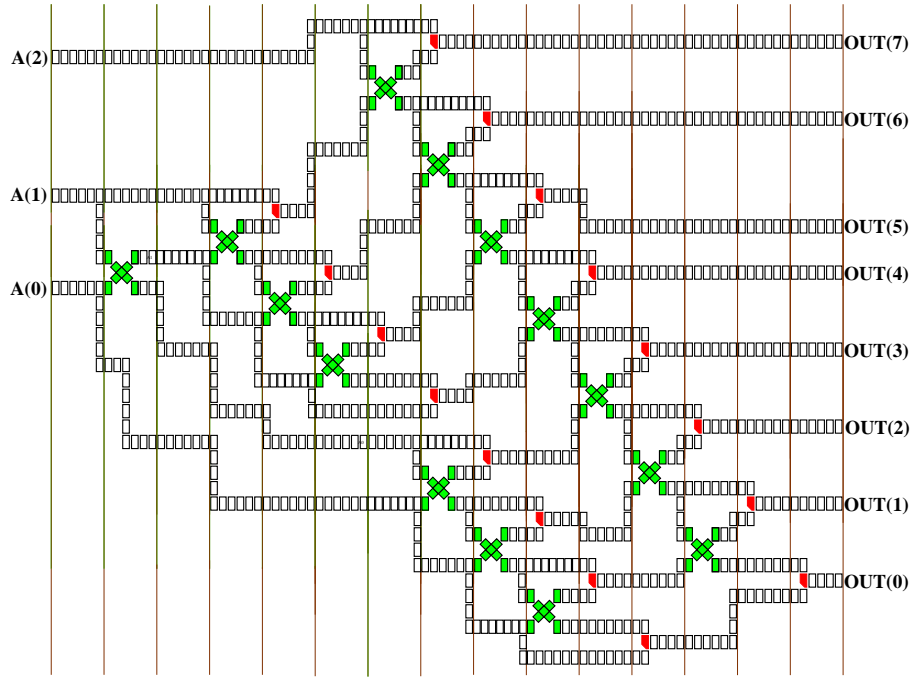 OUT(7)
A(2)
OUT(6)
A(1)
OUT(5)
OUT(4)
A(0)
OUT(3)
OUT(2)
OUT(1)
OUT(0)